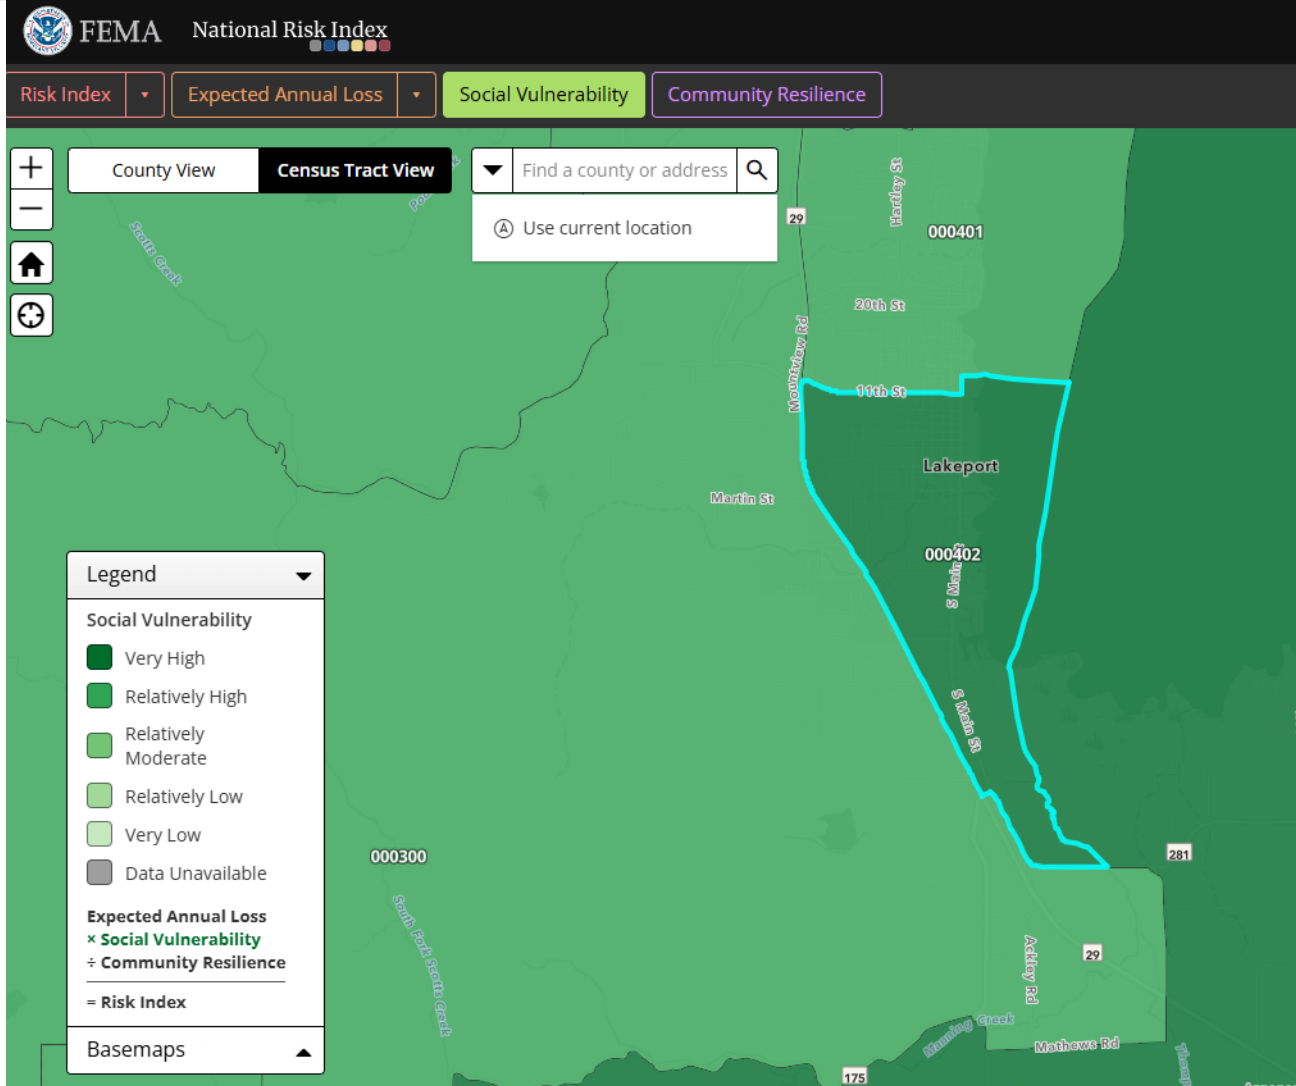 FEMA
National Risk Index
Risk Index
Expected Annual Loss
Social Vulnerability
Community Resilience
County View
Census Tract View
Find a county or address
Use current location
Scotts Creek
29
Hartley St
000401
20th St
Mountview Rd
11th St
Lakeport
Martin St
000402
S Main St
S Main St
Legend
Social Vulnerability
Very High
Relatively High
Relatively
Moderate
Relatively Low
Very Low
Data Unavailable
Expected Annual Loss
× Social Vulnerability
÷ Community Resilience
= Risk Index
Basemaps
000300
South Fork Scotts Creek
281
Ackley Rd
29
Manning Creek
Mathews Rd
175